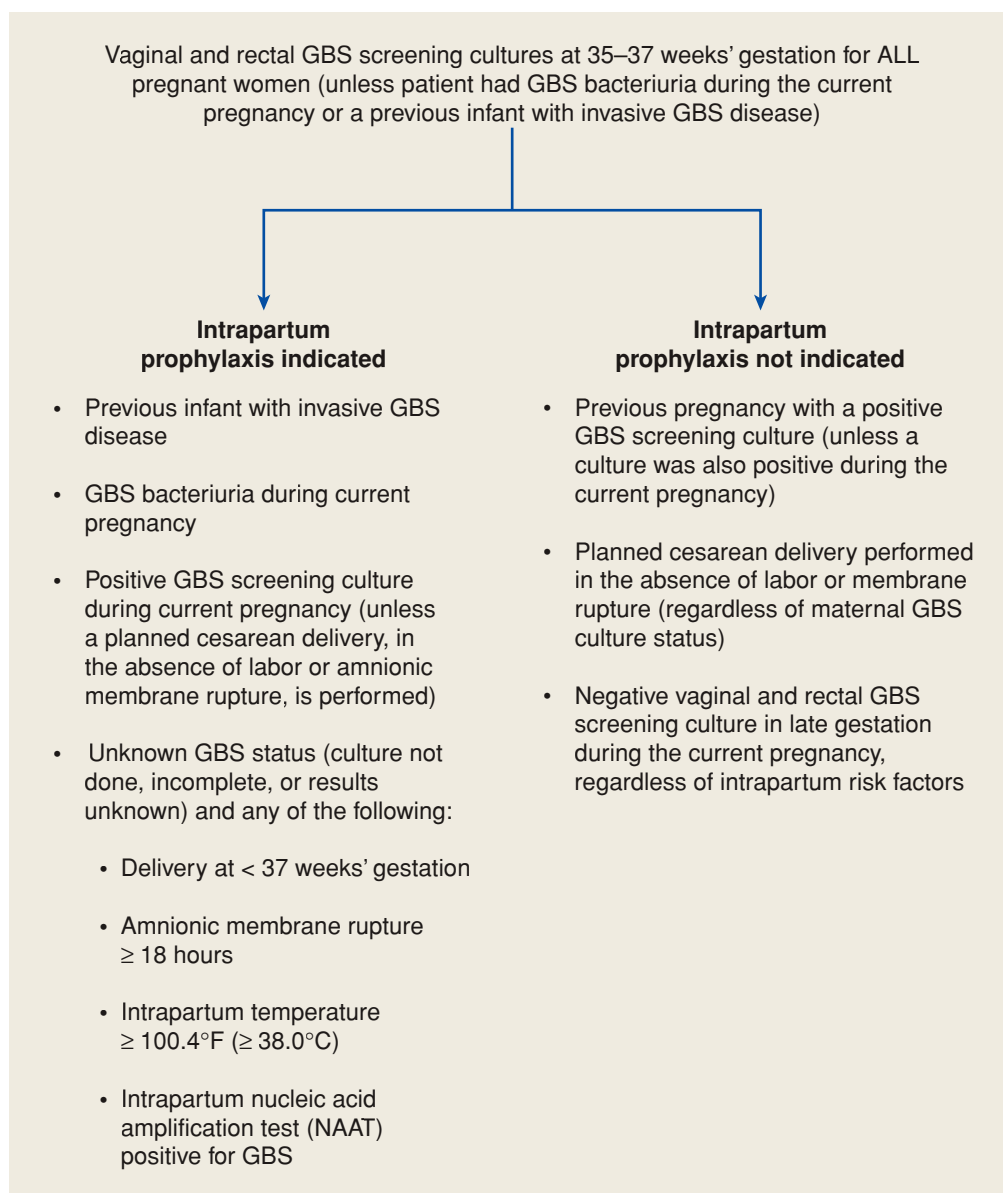 Vaginal and rectal GBS screening cultures at 35–37 weeks’ gestation for ALL
pregnant women (unless patient had GBS bacteriuria during the current
pregnancy or a previous infant with invasive GBS disease)
Intrapartum
prophylaxis indicated
• Previous infant with invasive GBS
disease
• GBS bacteriuria during current
pregnancy
• Positive GBS screening culture
during current pregnancy (unless
a planned cesarean delivery, in
the absence of labor or amnionic
membrane rupture, is performed)
• Unknown GBS status (culture not
done, incomplete, or results
unknown) and any of the following:
• Delivery at < 37 weeks’ gestation
• Amnionic membrane rupture
≥ 18 hours
• Intrapartum temperature
≥ 100.4°F (≥ 38.0°C)
• Intrapartum nucleic acid
amplification test (NAAT)
positive for GBS
Intrapartum
prophylaxis not indicated
• Previous pregnancy with a positive
GBS screening culture (unless a
culture was also positive during the
current pregnancy)
• Planned cesarean delivery performed
in the absence of labor or membrane
rupture (regardless of maternal GBS
culture status)
• Negative vaginal and rectal GBS
screening culture in late gestation
during the current pregnancy,
regardless of intrapartum risk factors